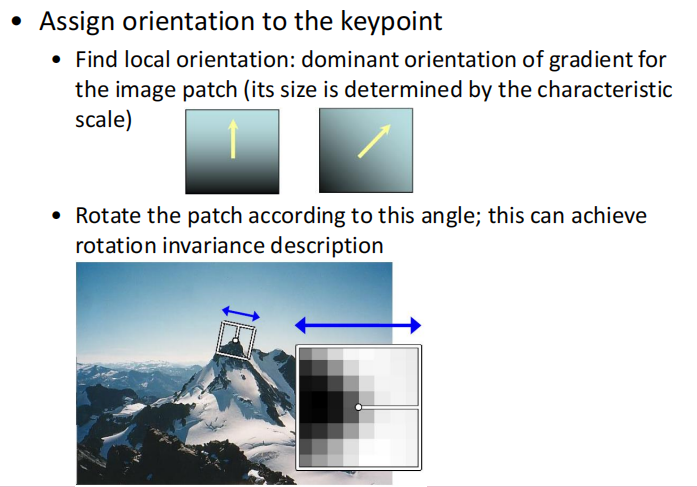 • Assign orientation to the keypoint
• Find local orientation: dominant orientation of gradient for
the image patch (its size is determined by the characteristic
scale)
• Rotate the patch according to this angle; this can achieve
rotation invariance description